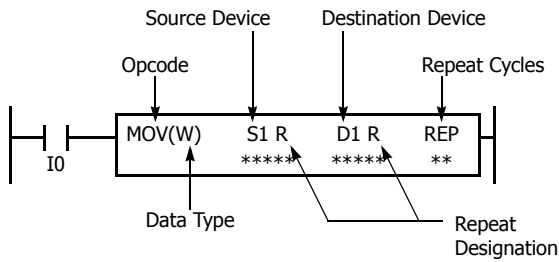 Source Device
Destination Device
Opcode
Repeat Cycles
MOV(W) S1 R D1 R REP
***** ***** **
I0
Data Type
Repeat
Designation